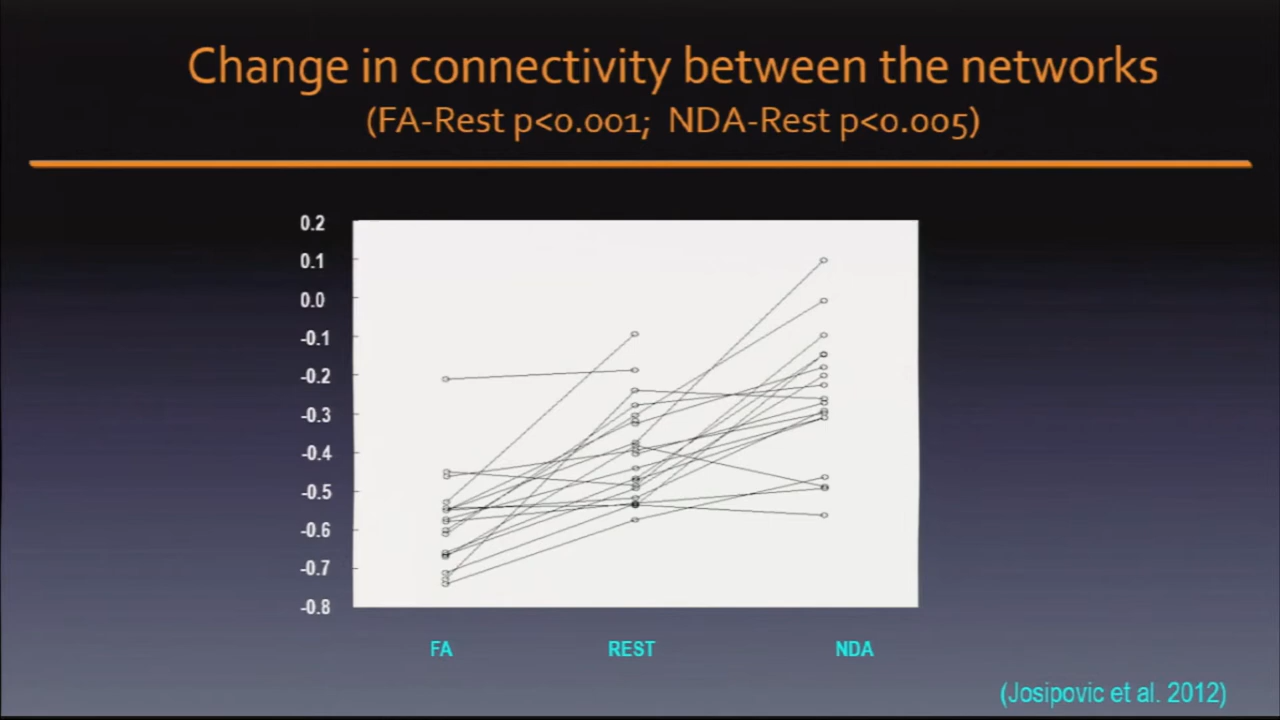 Change in connectivity between the networks
(FA-Rest p<0.001; NDA-Rest p<0.005)
0.2
0.1
0.0
-0.1
-0.2
-0.3
-0.4
-0.5
-0.6
-0.7
-0.8
FA REST NDA
(Josipovic et al. 2012)